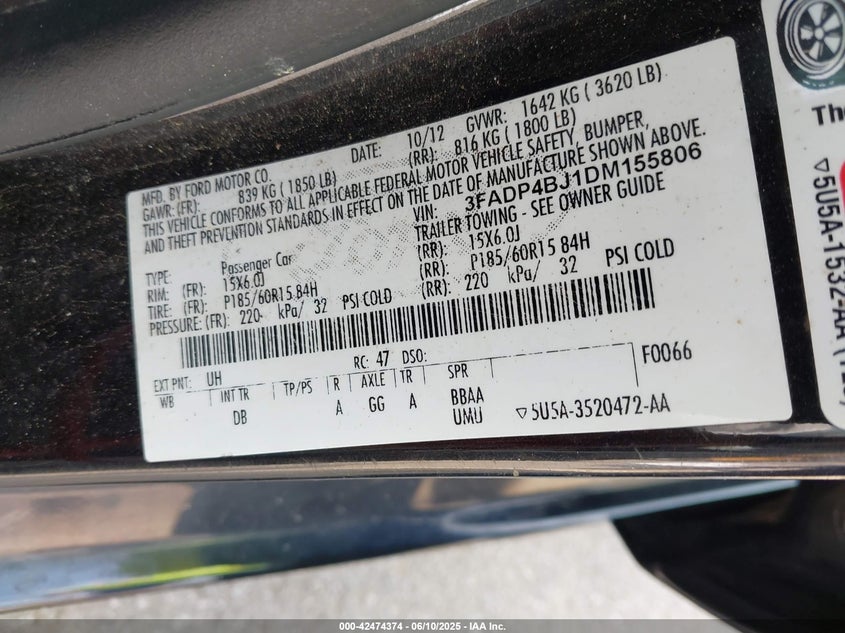 MFD. BY FORD MOTOR CO.
DATE: 10/12 GVWR: 1642 KG ( 3620 LB)
GAWR: (FR): 839 KG ( 1850 LB) (RR): 816 KG ( 1800 LB)
THIS VEHICLE CONFORMS TO ALL APPLICABLE FEDERAL MOTOR VEHICLE SAFETY, BUMPER,
AND THEFT PREVENTION STANDARDS IN EFFECT ON THE DATE OF MANUFACTURE SHOWN ABOVE.
VIN: 3FADP4BJ1DM155806
TYPE: Passenger Car TRAILER TOWING - SEE OWNER GUIDE
RIM: (FR): 15X6.0J (RR): 15X6.0J
TIRE: (FR): P185/60R15 84H (RR): P185/60R15 84H
PRESSURE: (FR): 220 kPa/ 32 PSI COLD (RR): 220 kPa/ 32 PSI COLD
EXT PNT: UH RC: 47 DSO: F0066
WB INT TR TP/PS R AXLE TR SPR
DB A GG A BBAA
UMU ▽5U5A-3520472-AA
The
▽5U5A-1532-AA
000-42474374 | 06/10/2025 - IAA Inc.